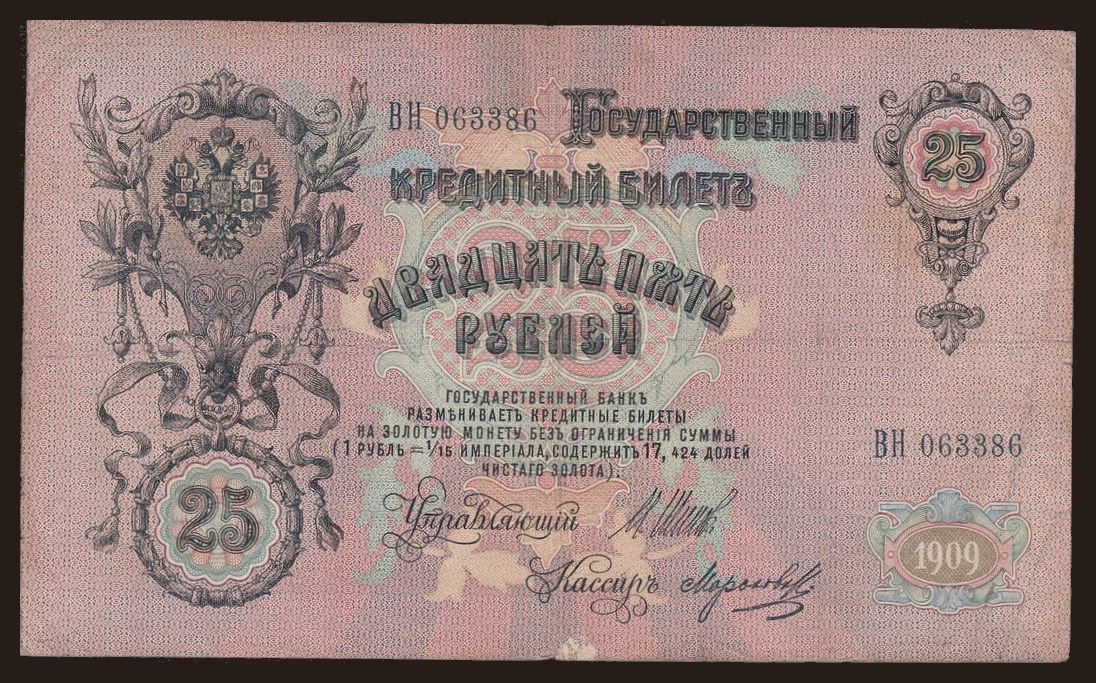 ВН 063386
Государственный
кредитный билетъ
25
двадцать пять
рублей
Государственный Банкъ
размѣниваетъ кредитные билеты
на золотую монету безъ ограниченія суммы
(1 рубль = 1/15 имперіала, содержитъ 17, 424 долей
чистаго золота).
ВН 063386
25
Управляющій
Кассиръ
1909